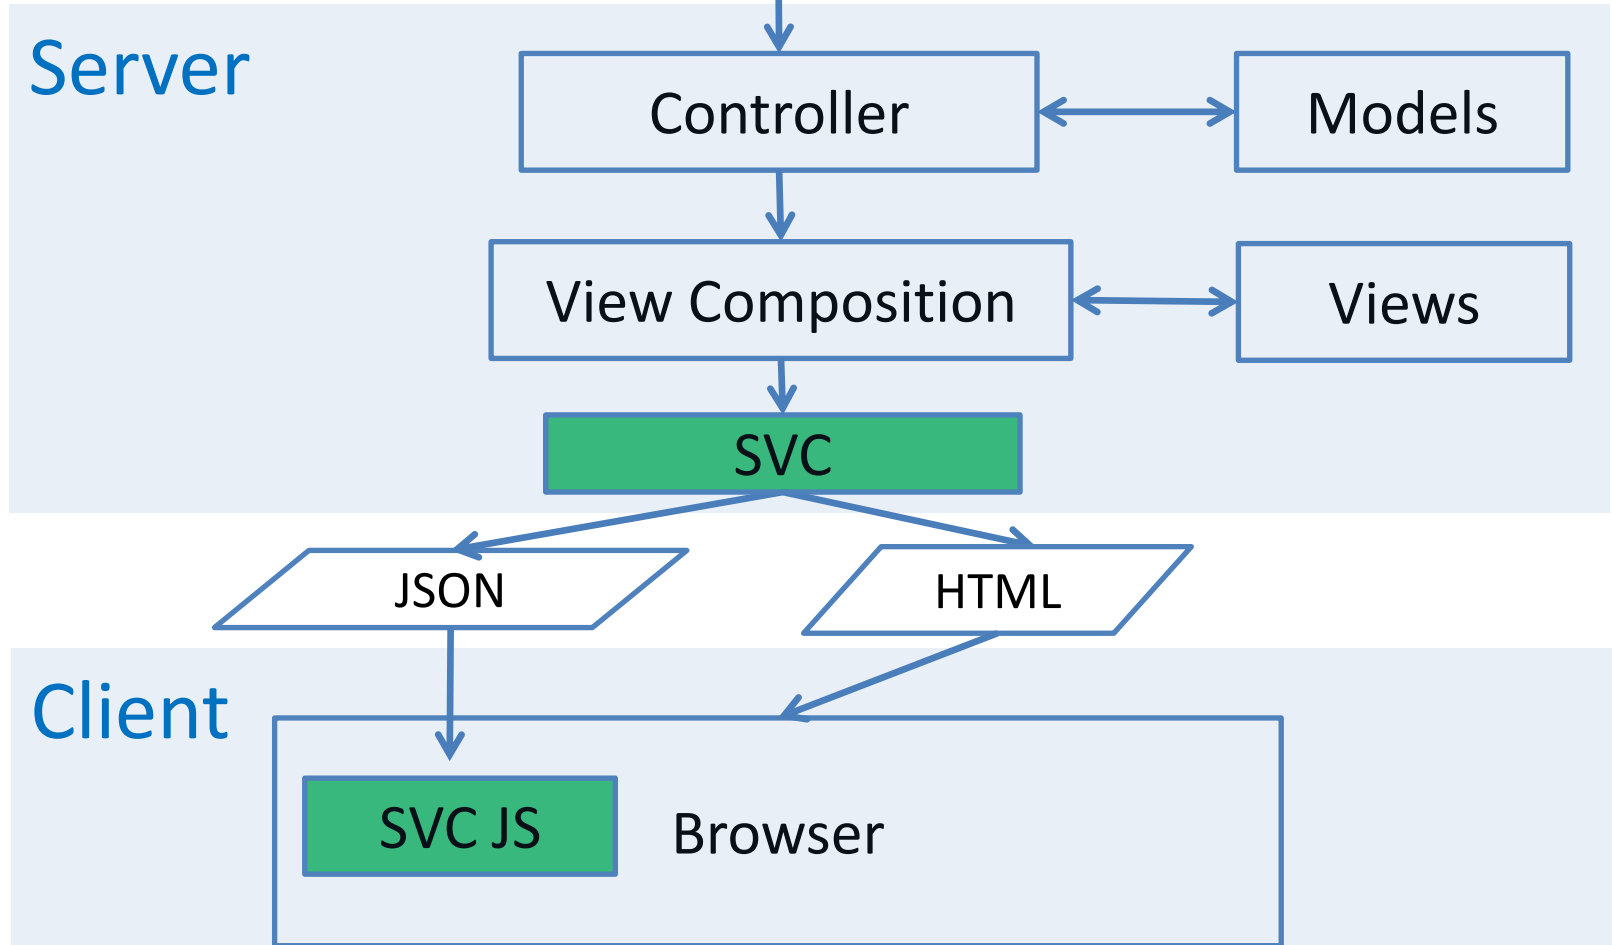 Server
Controller
Models
View Composition
Views
SVC
JSON
HTML
Client
SVC JS
Browser